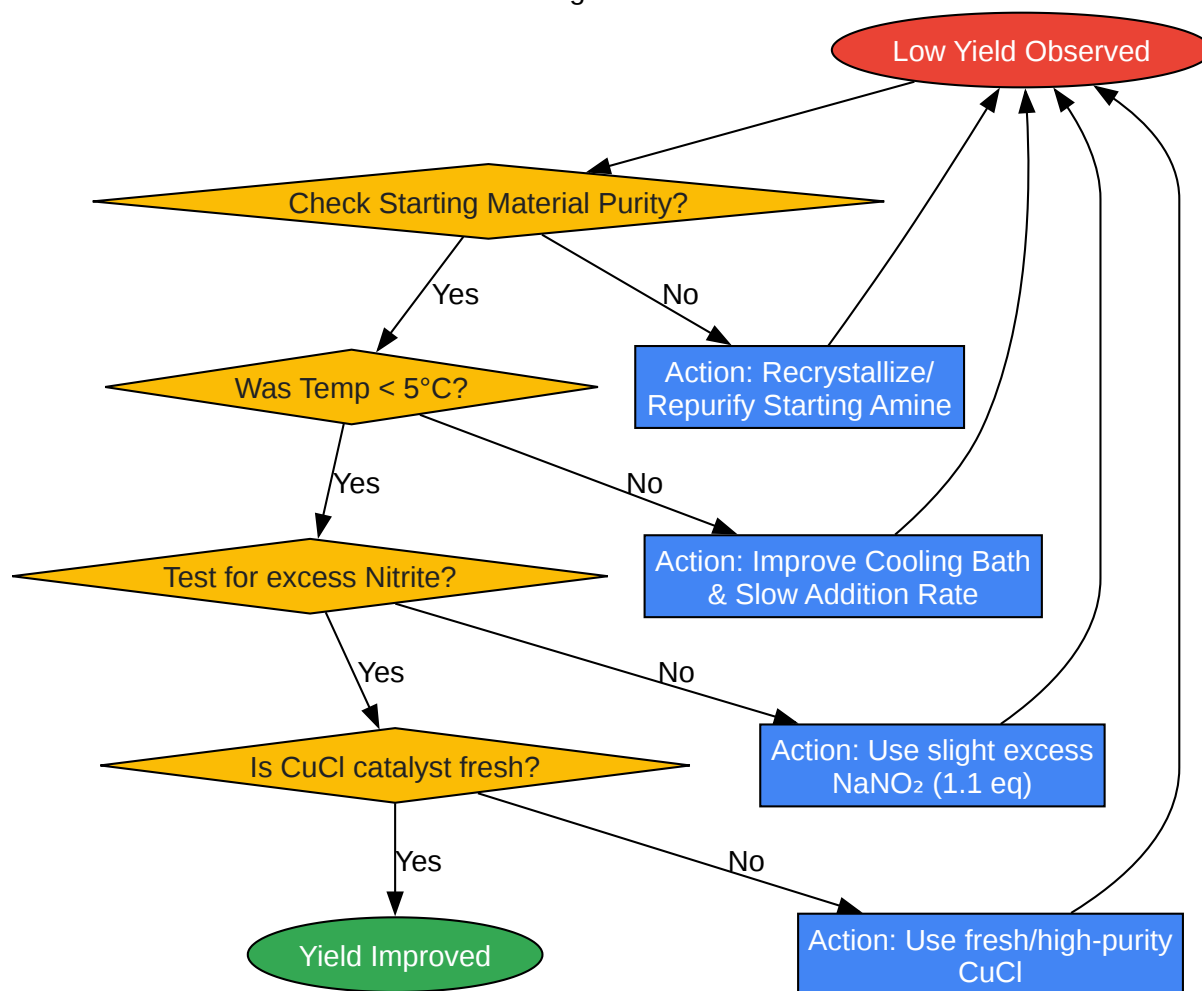 Low Yield Observed
Check Starting Material Purity?
Yes
No
Was Temp < 5°C?
Action: Recrystallize/
Repurify Starting Amine
Yes
No
Test for excess Nitrite?
Action: Improve Cooling Bath
& Slow Addition Rate
Yes
No
Is CuCl catalyst fresh?
Action: Use slight excess
NaNO₂ (1.1 eq)
Yes
No
Yield Improved
Action: Use fresh/high-purity
CuCl